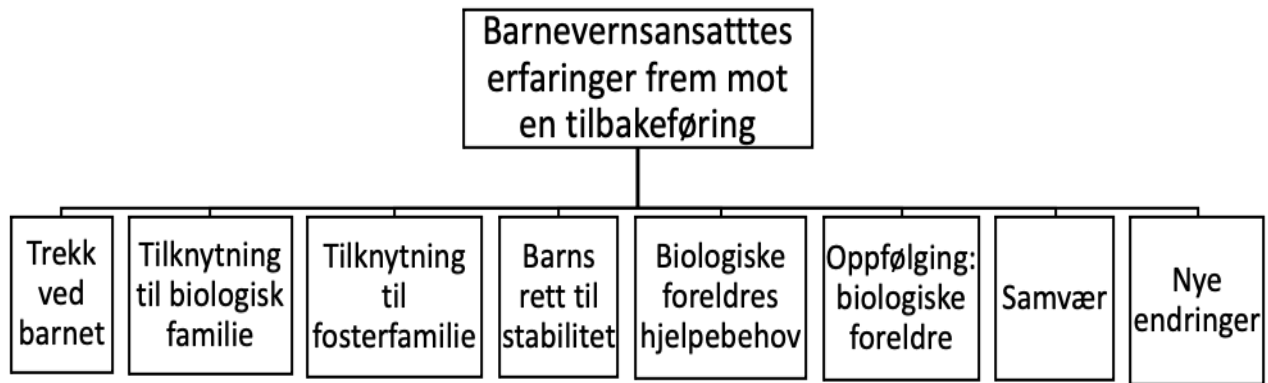 Barnevernsansatttes
erfaringer frem mot
en tilbakeføring
Trekk
ved
barnet
Tilknytning
til biologisk
familie
Tilknytning
til
fosterfamilie
Barns
rett til
stabilitet
Biologiske
foreldres
hjelpebehov
Oppfølging:
biologiske
foreldre
Samvær
Nye
endringer